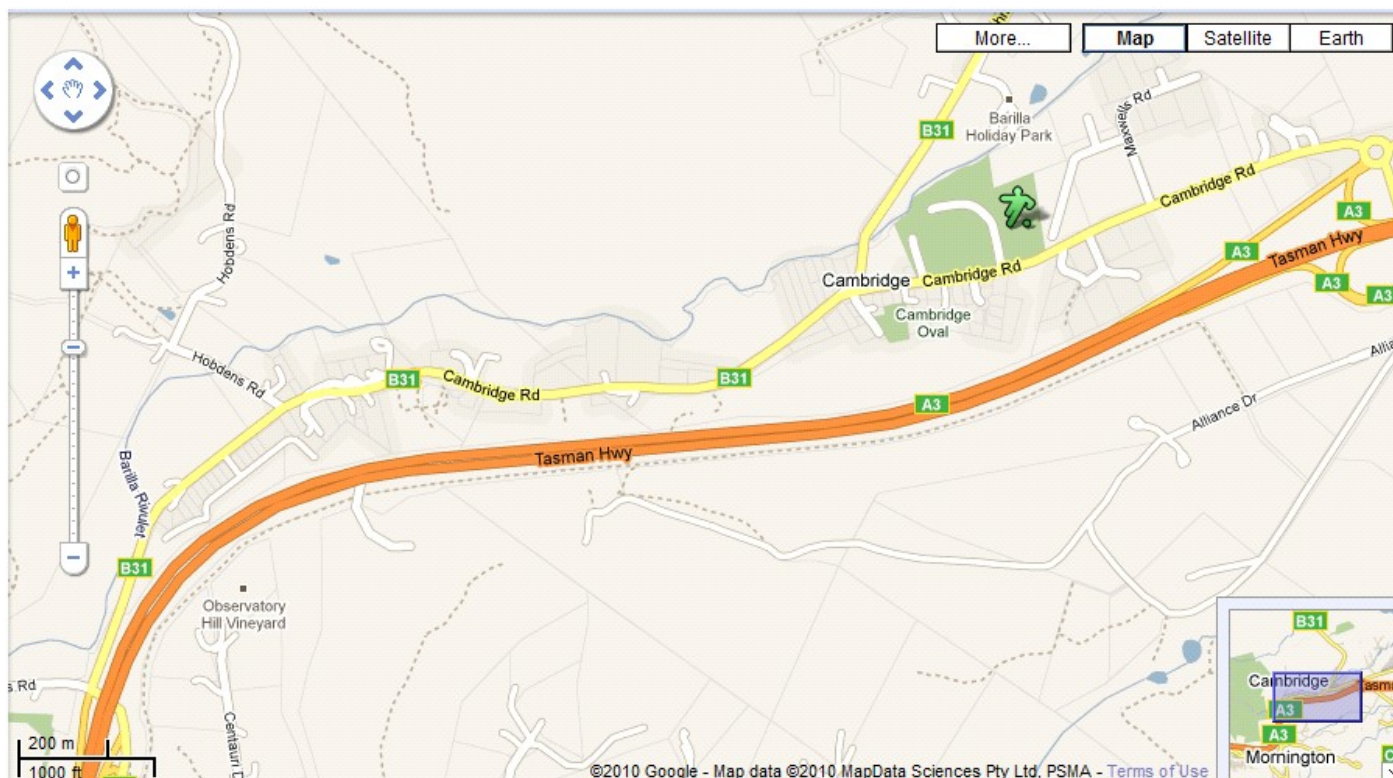 More...
Map
Satellite
Earth
B31
Barilla
Holiday Park
Maxwells Rd
Cambridge Rd
A3
A3
Tasman Hwy
A3
A3
Hobdens Rd
Cambridge
Cambridge Rd
Cambridge
Oval
Hobdens Rd
B31
Cambridge Rd
B31
A3
Alliance Dr
Tasman Hwy
Barilla Rivulet
B31
Observatory
Hill Vineyard
s Rd
Centauri D
200 m
1000 ft
B31
Cambridge
A3
A3
Mornington
©2010 Google - Map data ©2010 MapData Sciences Pty Ltd, PSMA - Terms of Use